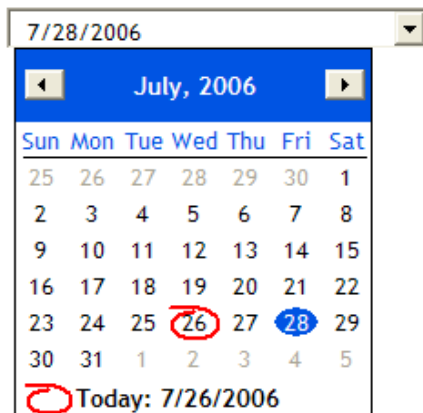 7/28/2006
July, 2006
Sun Mon Tue Wed Thu Fri Sat
25 26 27 28 29 30 1
2 3 4 5 6 7 8
9 10 11 12 13 14 15
16 17 18 19 20 21 22
23 24 25 26 27 28 29
30 31 1 2 3 4 5
Today: 7/26/2006